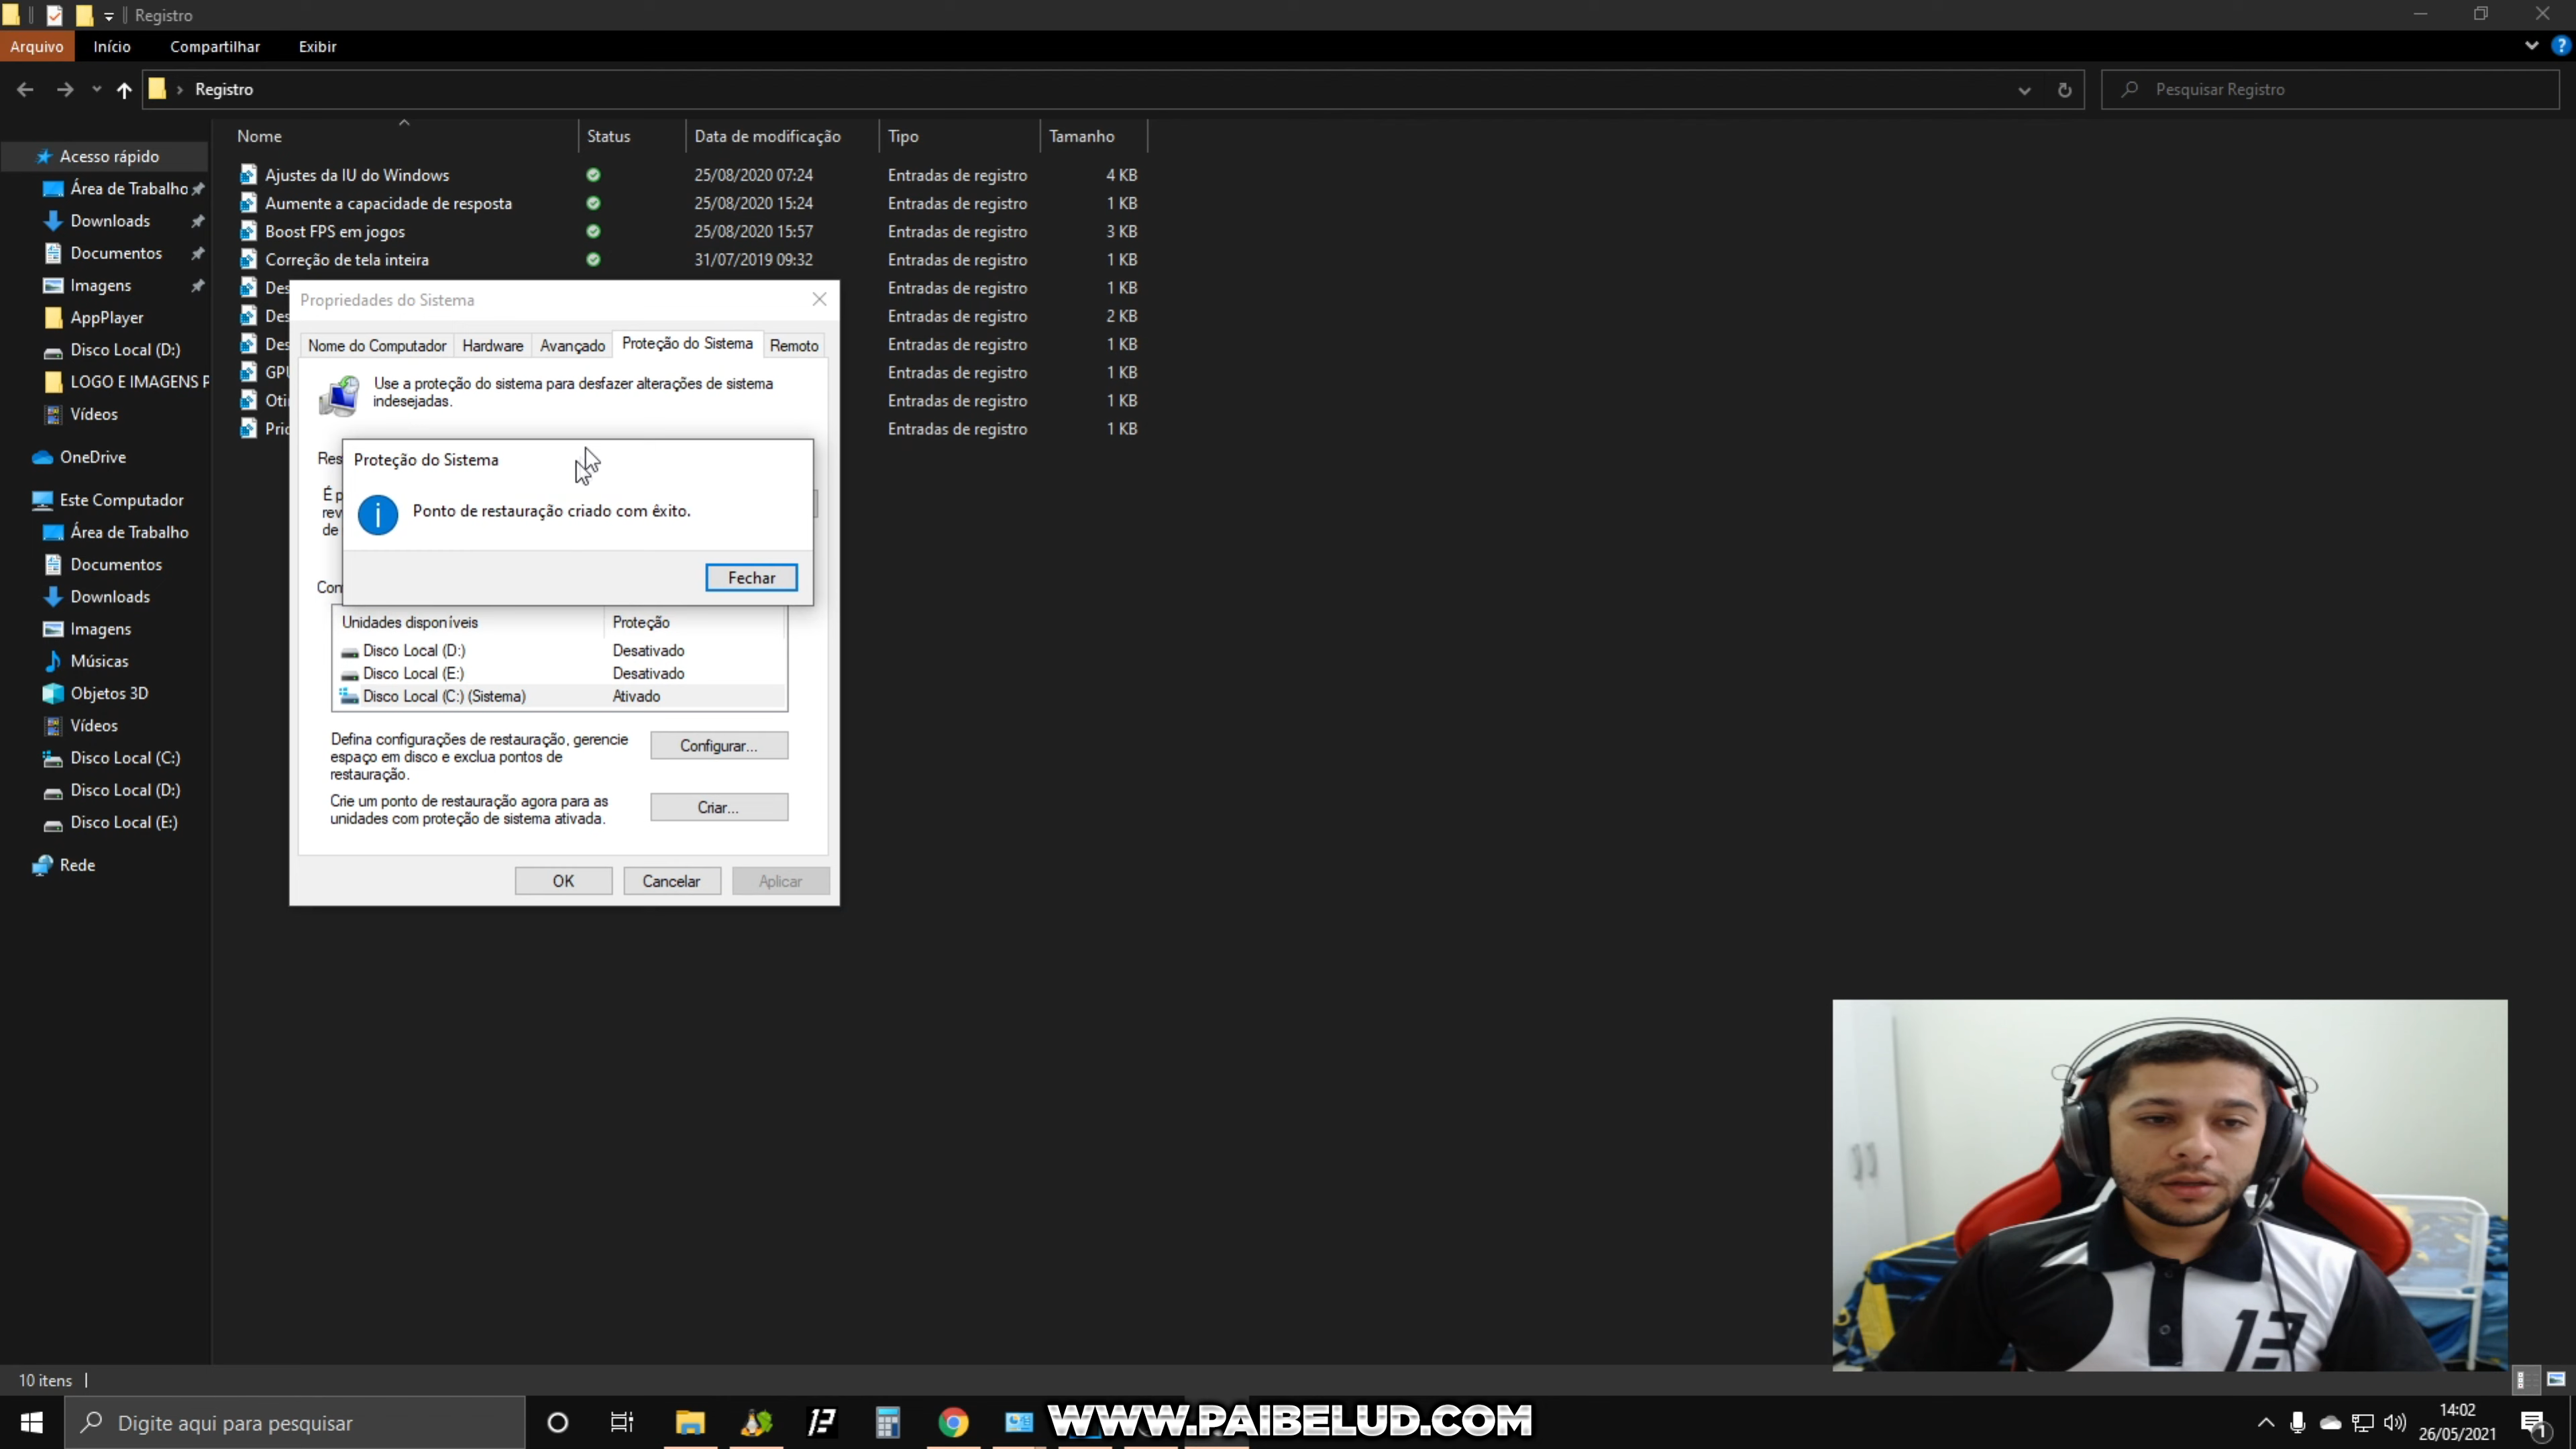 Registro
Arquivo
Início
Compartilhar
Exibir
Registro
Pesquisar Registro
Nome
Status
Data de modificação
Tipo
Tamanho
Ajustes da IU do Windows
25/08/2020 07:24
Entradas de registro
4 KB
Aumente a capacidade de resposta
25/08/2020 15:24
Entradas de registro
1 KB
Boost FPS em jogos
25/08/2020 15:57
Entradas de registro
3 KB
Correção de tela inteira
31/07/2019 09:32
Entradas de registro
1 KB
Des
Entradas de registro
1 KB
Des
Entradas de registro
2 KB
Des
Entradas de registro
1 KB
GPU
Entradas de registro
1 KB
Otir
Entradas de registro
1 KB
Pric
Entradas de registro
1 KB
Acesso rápido
Área de Trabalho
Downloads
Documentos
Imagens
AppPlayer
Disco Local (D:)
LOGO E IMAGENS P
Vídeos
OneDrive
Este Computador
Área de Trabalho
Documentos
Downloads
Imagens
Músicas
Objetos 3D
Vídeos
Disco Local (C:)
Disco Local (D:)
Disco Local (E:)
Rede
Propriedades do Sistema
Nome do Computador
Hardware
Avançado
Proteção do Sistema
Remoto
Use a proteção do sistema para desfazer alterações de sistema
indesejadas.
Res
É p
rev
de
Proteção do Sistema
Ponto de restauração criado com êxito.
Fechar
Con
Unidades disponíveis
Proteção
Disco Local (D:)
Desativado
Disco Local (E:)
Desativado
Disco Local (C:) (Sistema)
Ativado
Defina configurações de restauração, gerencie
espaço em disco e exclua pontos de
restauração.
Configurar...
Crie um ponto de restauração agora para as
unidades com proteção de sistema ativada.
Criar...
OK
Cancelar
Aplicar
13
10 itens
Digite aqui para pesquisar
13
WWW.PAIBELUD.COM
14:02
26/05/2021
1